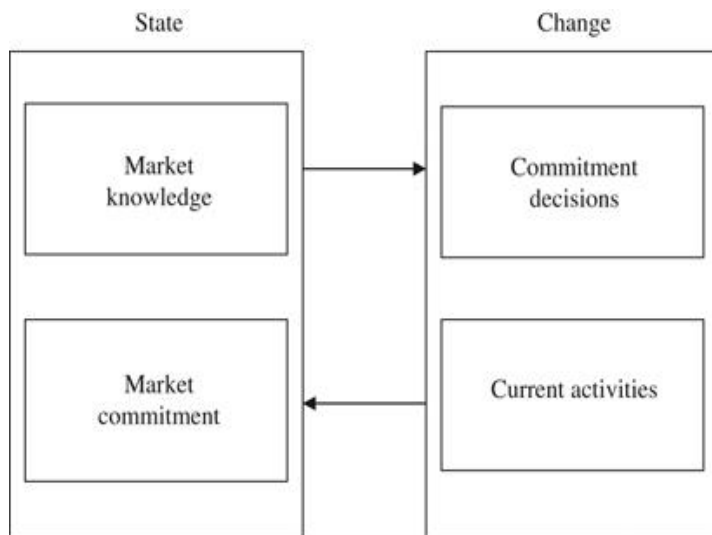 State
Change
Market
knowledge
Commitment
decisions
Market
commitment
Current activities